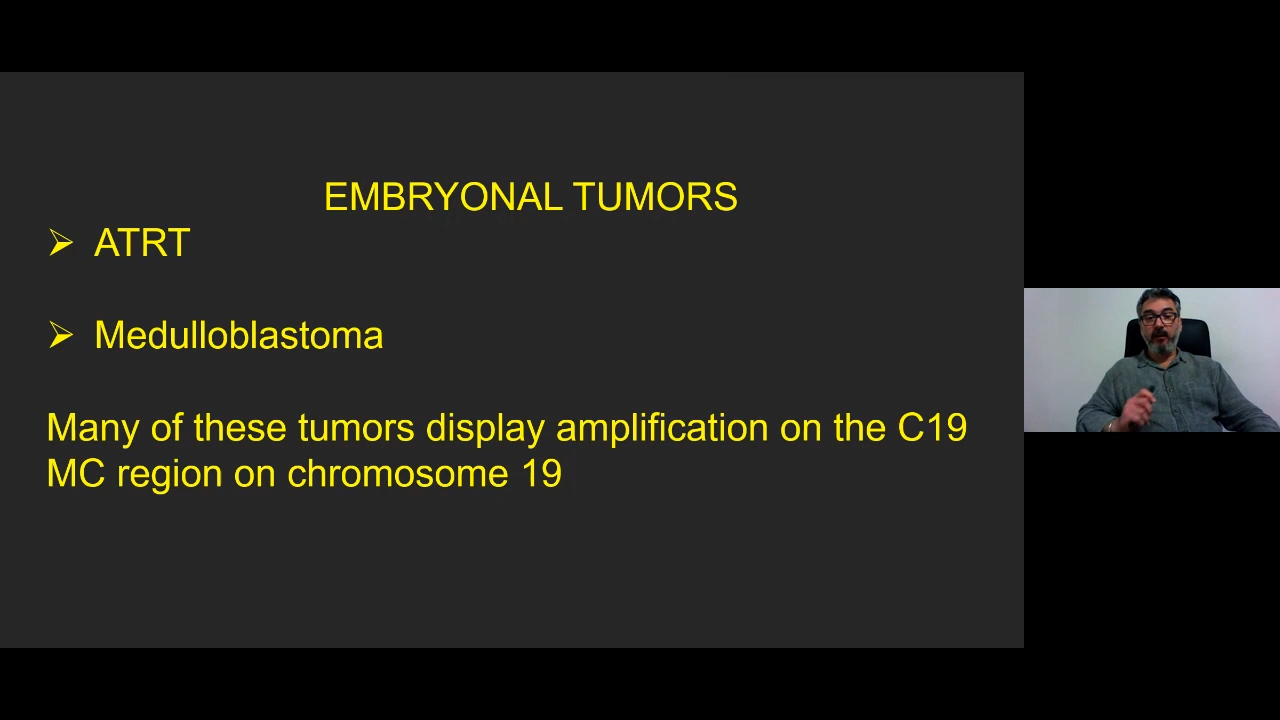 EMBRYONAL TUMORS
➢ ATRT
➢ Medulloblastoma
Many of these tumors display amplification on the C19
MC region on chromosome 19